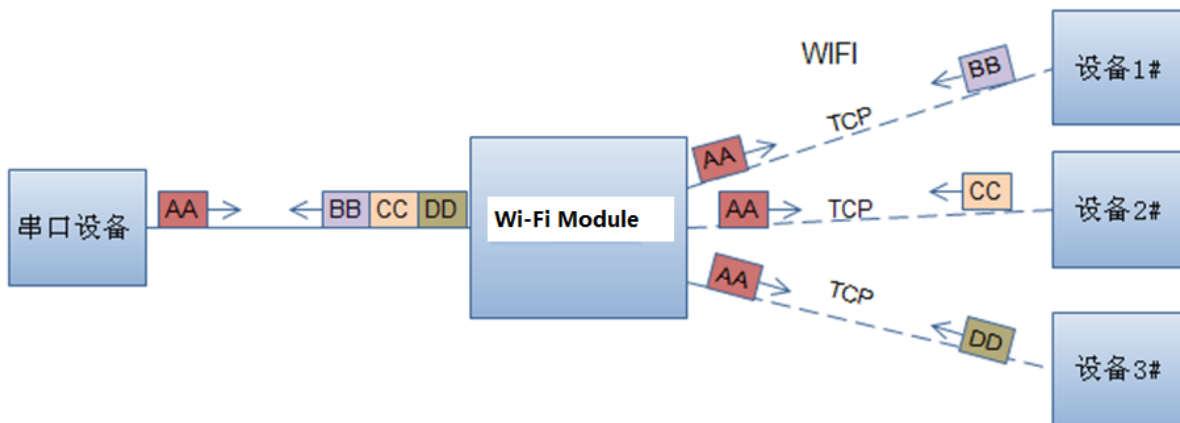 WIFI
设备1#
BB
TCP
AA
串口设备
AA
BB CC DD
Wi-Fi Module
AA
TCP
CC
设备2#
AA
TCP
DD
设备3#